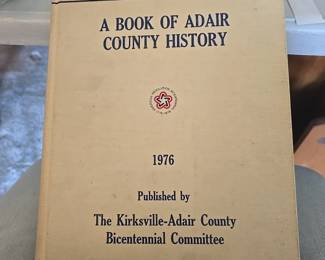 A BOOK OF ADAIR
COUNTY HISTORY
1976
Published by
The Kirksville-Adair County
Bicentennial Committee